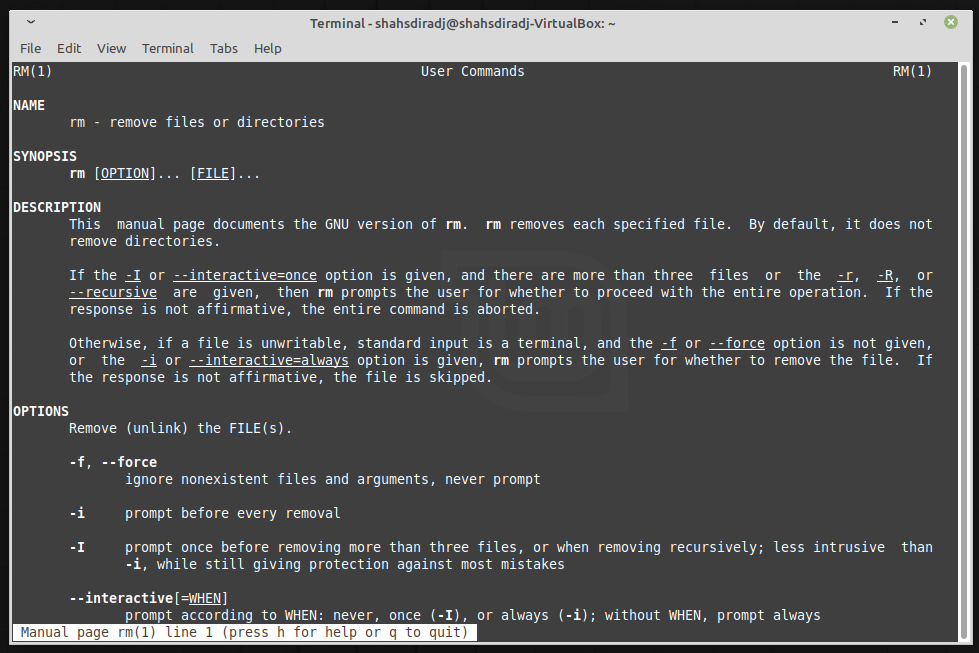 Terminal - shahsdiradj@shahsdiradj-VirtualBox: ~
File Edit View Terminal Tabs Help
RM(1) User Commands RM(1)
NAME
rm - remove files or directories
SYNOPSIS
rm [OPTION]... [FILE]...
DESCRIPTION
This manual page documents the GNU version of rm. rm removes each specified file. By default, it does not
remove directories.
If the -I or --interactive=once option is given, and there are more than three files or the -r, -R, or
--recursive are given, then rm prompts the user for whether to proceed with the entire operation. If the
response is not affirmative, the entire command is aborted.
Otherwise, if a file is unwritable, standard input is a terminal, and the -f or --force option is not given,
or the -i or --interactive=always option is given, rm prompts the user for whether to remove the file. If
the response is not affirmative, the file is skipped.
OPTIONS
Remove (unlink) the FILE(s).
-f, --force
ignore nonexistent files and arguments, never prompt
-i prompt before every removal
-I prompt once before removing more than three files, or when removing recursively; less intrusive than
-i, while still giving protection against most mistakes
--interactive[=WHEN]
prompt according to WHEN: never, once (-I), or always (-i); without WHEN, prompt always
Manual page rm(1) line 1 (press h for help or q to quit)